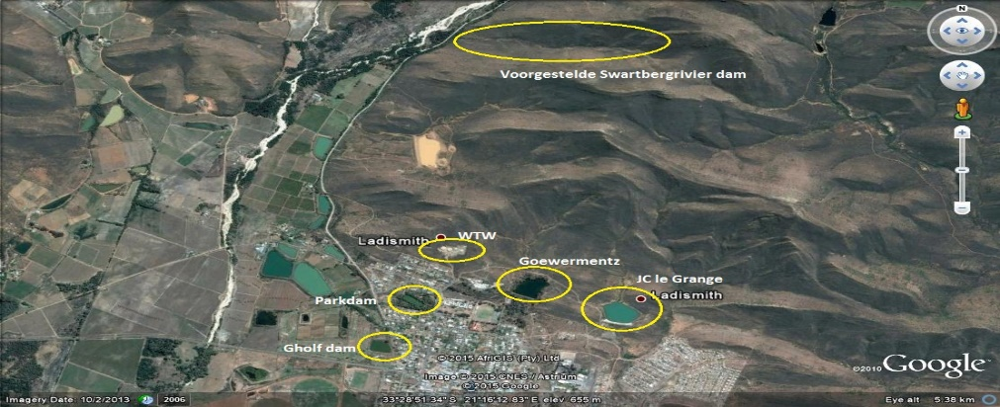 N
Voorgestelde Swartbergrivier dam
Ladismith
WTW
Goewermentz
JC le Grange
Ladismith
Parkdam
Gholf dam
© 2015 AfriGIS (Pty) Ltd.
Image © 2015 CNES / Astrium
© 2015 Google
©2010 Google
Imagery Date: 10/2/2013
2006
33°28'51.34" S 21°16'12.83" E elev 655 m
Eye alt 5.38 km